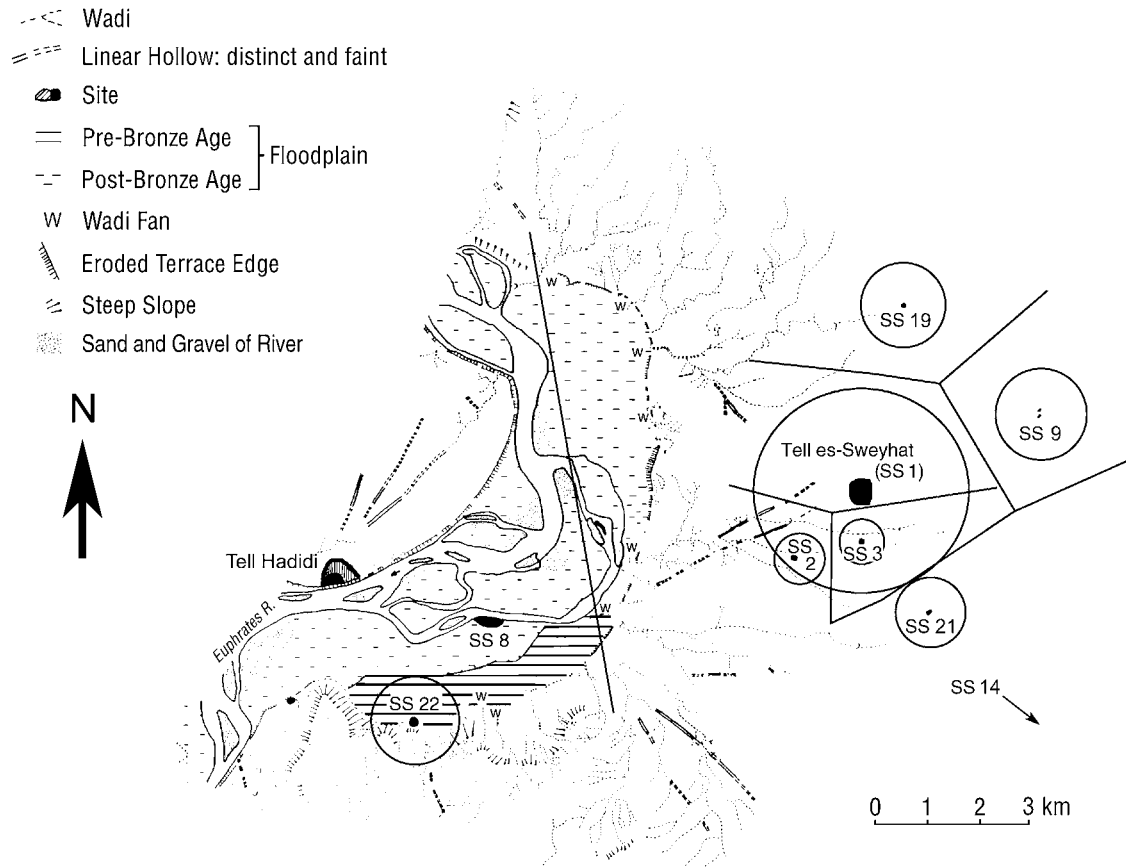 Wadi
Linear Hollow: distinct and faint
Site
Pre-Bronze Age
Floodplain
Post-Bronze Age
W Wadi Fan
Eroded Terrace Edge
Steep Slope
Sand and Gravel of River
N
W
W
W
SS 19
W
SS 9
Tell es-Sweyhat
(SS 1)
Tell Hadidi
W
SS 2
SS 3
Euphrates R.
W
SS 8
SS 21
SS 22
W
W
SS 14
0 1 2 3 km